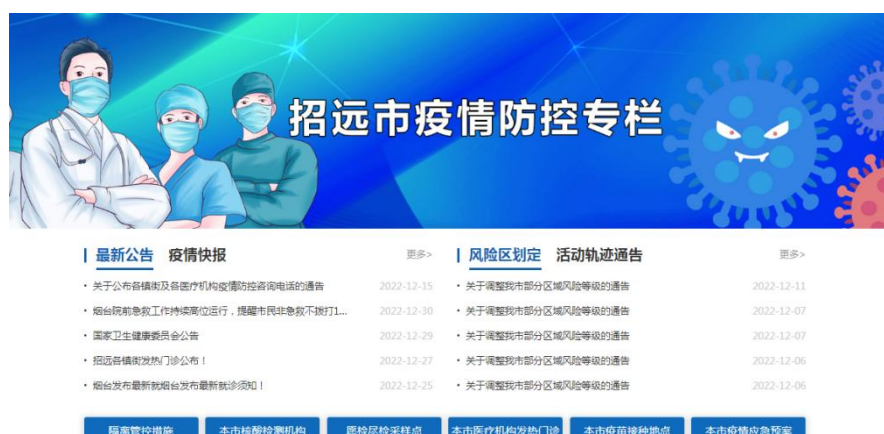 招远市疫情防控专栏
最新公告 疫情快报 更多>
· 关于公布各镇街及各医疗机构疫情防控咨询电话的通告 2022-12-15
· 烟台院前急救工作持续高位运行，提醒市民非急救不拨打1... 2022-12-30
· 国家卫生健康委员会公告 2022-12-29
· 招远各镇街发热门诊公布！ 2022-12-27
· 烟台发布最新就烟台发布最新就诊须知！ 2022-12-25
风险区划定 活动轨迹通告 更多>
· 关于调整我市部分区域风险等级的通告 2022-12-11
· 关于调整我市部分区域风险等级的通告 2022-12-07
· 关于调整我市部分区域风险等级的通告 2022-12-07
· 关于调整我市部分区域风险等级的通告 2022-12-06
· 关于调整我市部分区域风险等级的通告 2022-12-06
隔离管控措施 本市核酸检测机构 愿检尽检采样点 本市医疗机构发热门诊 本市疫苗接种地点 本市疫情应急预案